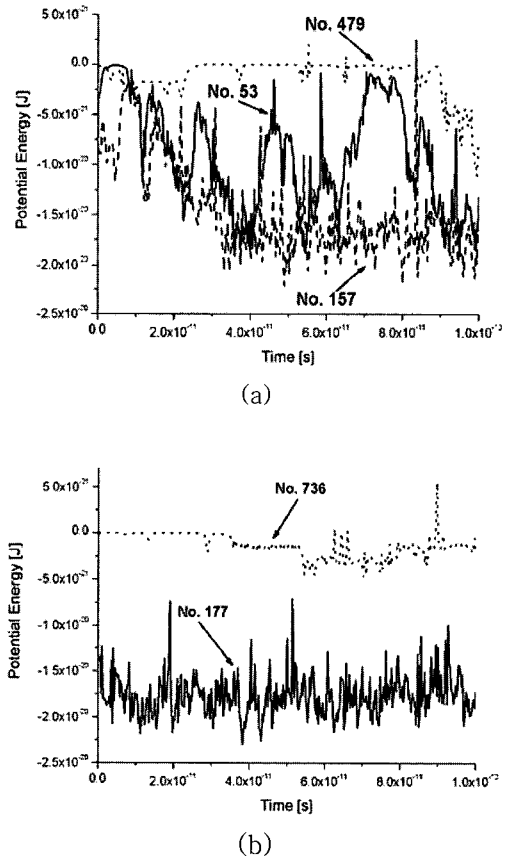 5.0x10⁻²¹
No. 479
0.0
No. 53
-5.0x10⁻²¹
Potential Energy [J]
-1.0x10⁻²⁰
-1.5x10⁻²⁰
-2.0x10⁻²⁰
No. 157
-2.5x10⁻²⁰
0.0 2.0x10⁻¹¹ 4.0x10⁻¹¹ 6.0x10⁻¹¹ 8.0x10⁻¹¹ 1.0x10⁻¹⁰
Time [s]
(a)
5.0x10⁻²¹
No. 736
0.0
Potential Energy [J]
-5.0x10⁻²¹
No. 177
-1.0x10⁻²⁰
-1.5x10⁻²⁰
-2.0x10⁻²⁰
-2.5x10⁻²⁰
0.0 2.0x10⁻¹¹ 4.0x10⁻¹¹ 6.0x10⁻¹¹ 8.0x10⁻¹¹ 1.0x10⁻¹⁰
Time [s]
(b)